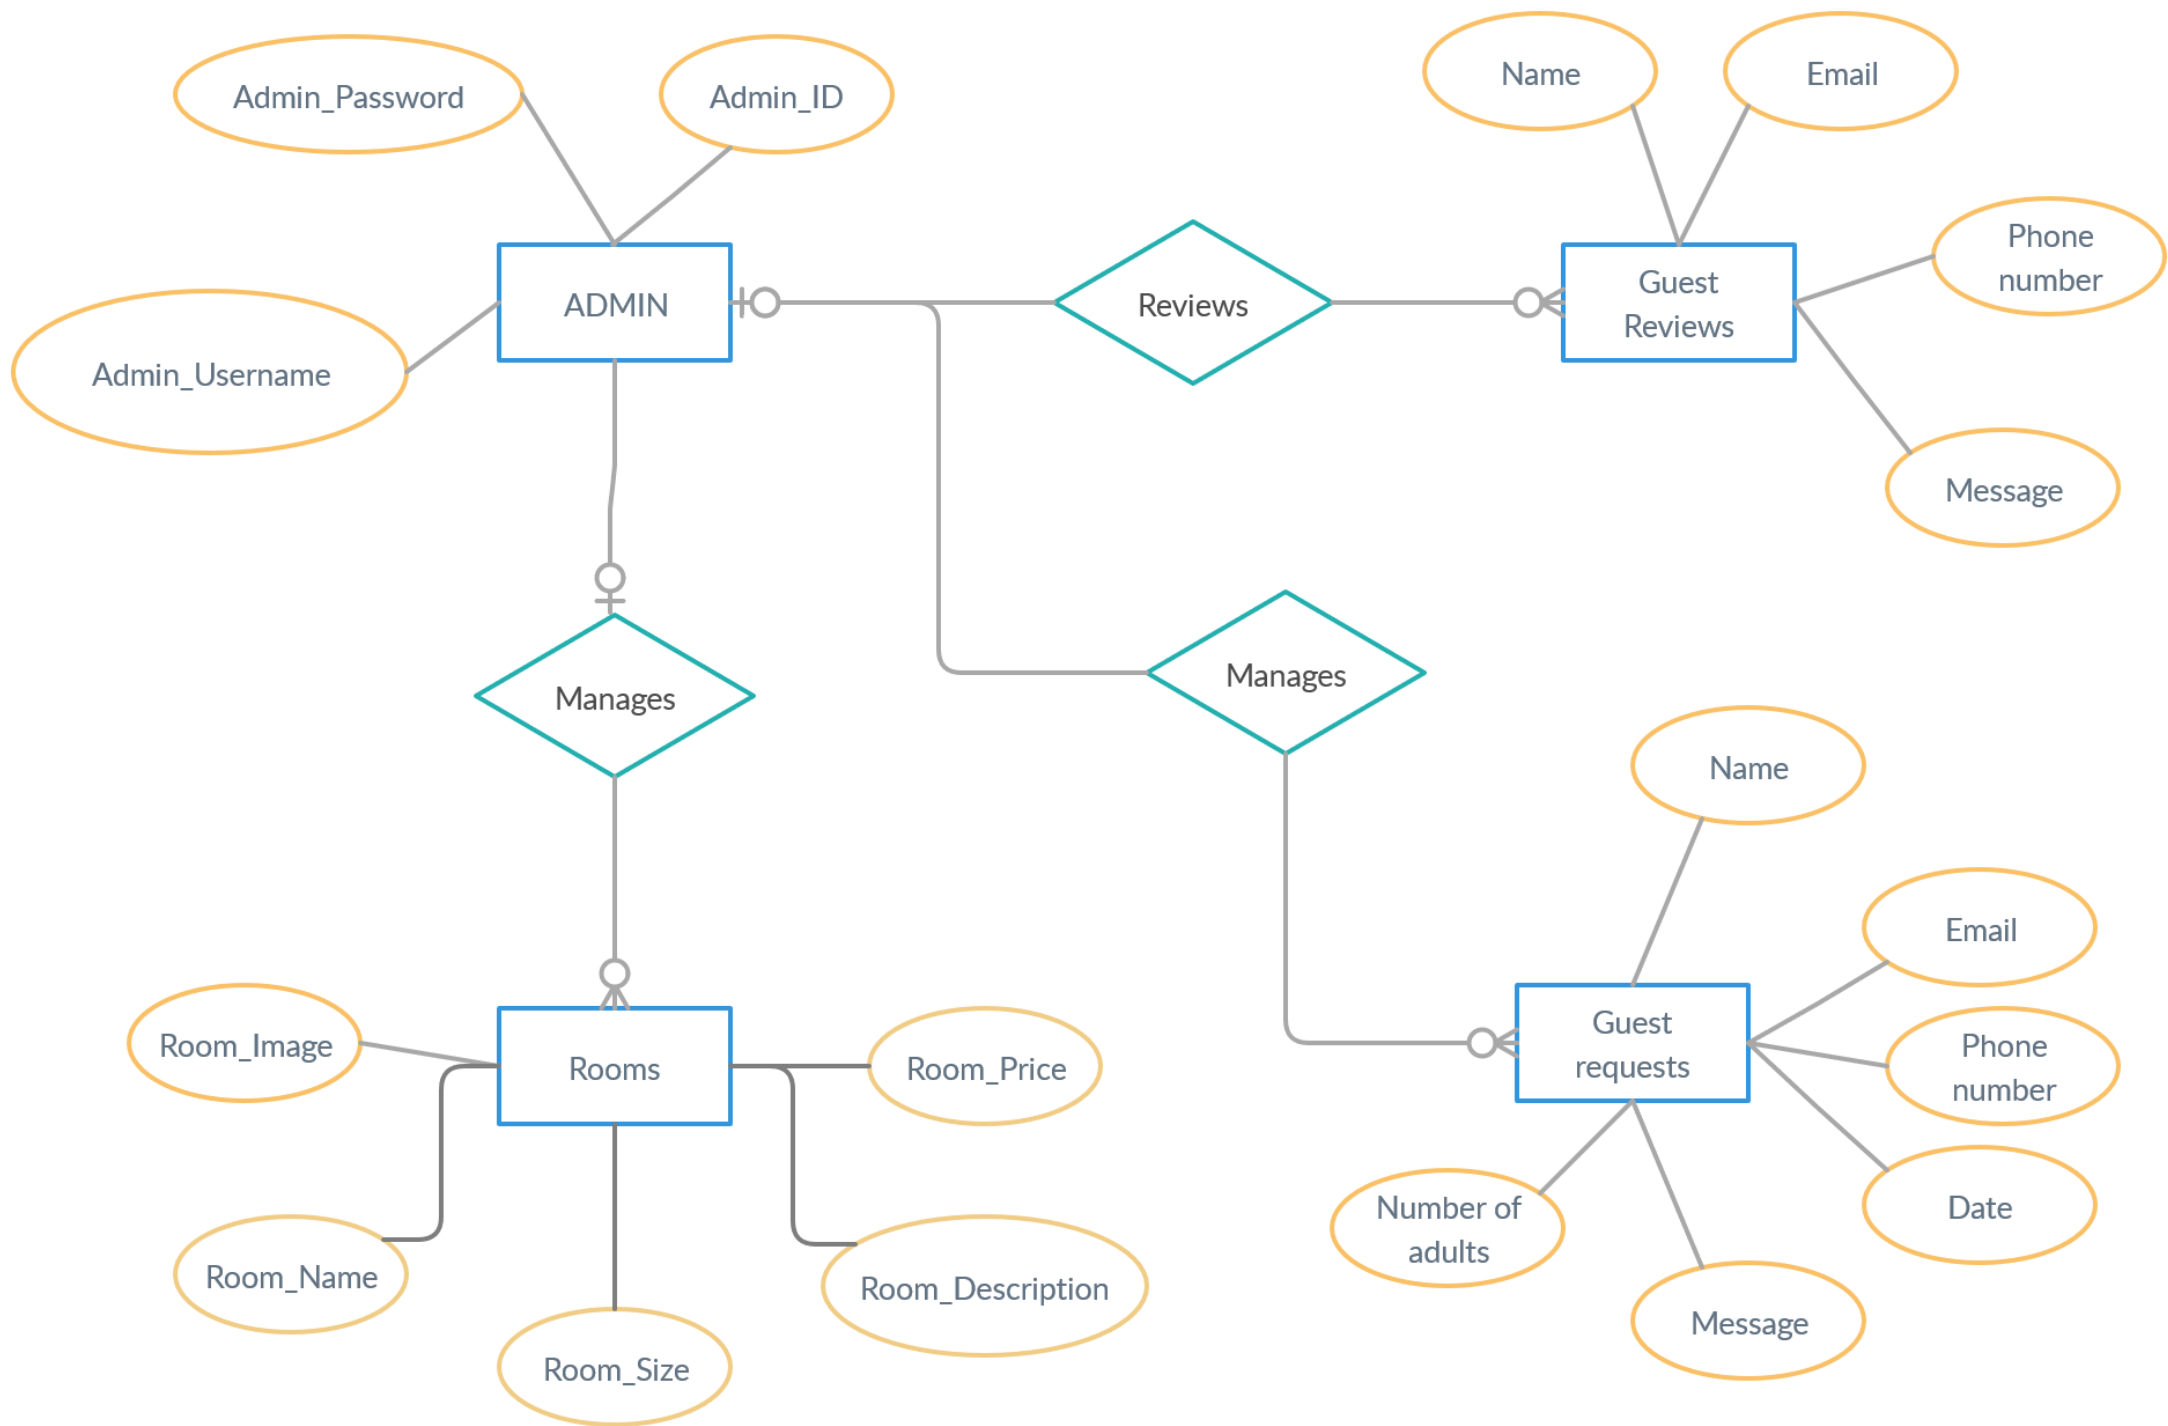 Name
Email
Admin_Password
Admin_ID
Phone
number
ADMIN
Reviews
Guest
Reviews
Admin_Username
Message
Manages
Manages
Name
Email
Room_Image
Rooms
Room_Price
Guest
requests
Phone
number
Number of
adults
Date
Room_Name
Room_Description
Message
Room_Size